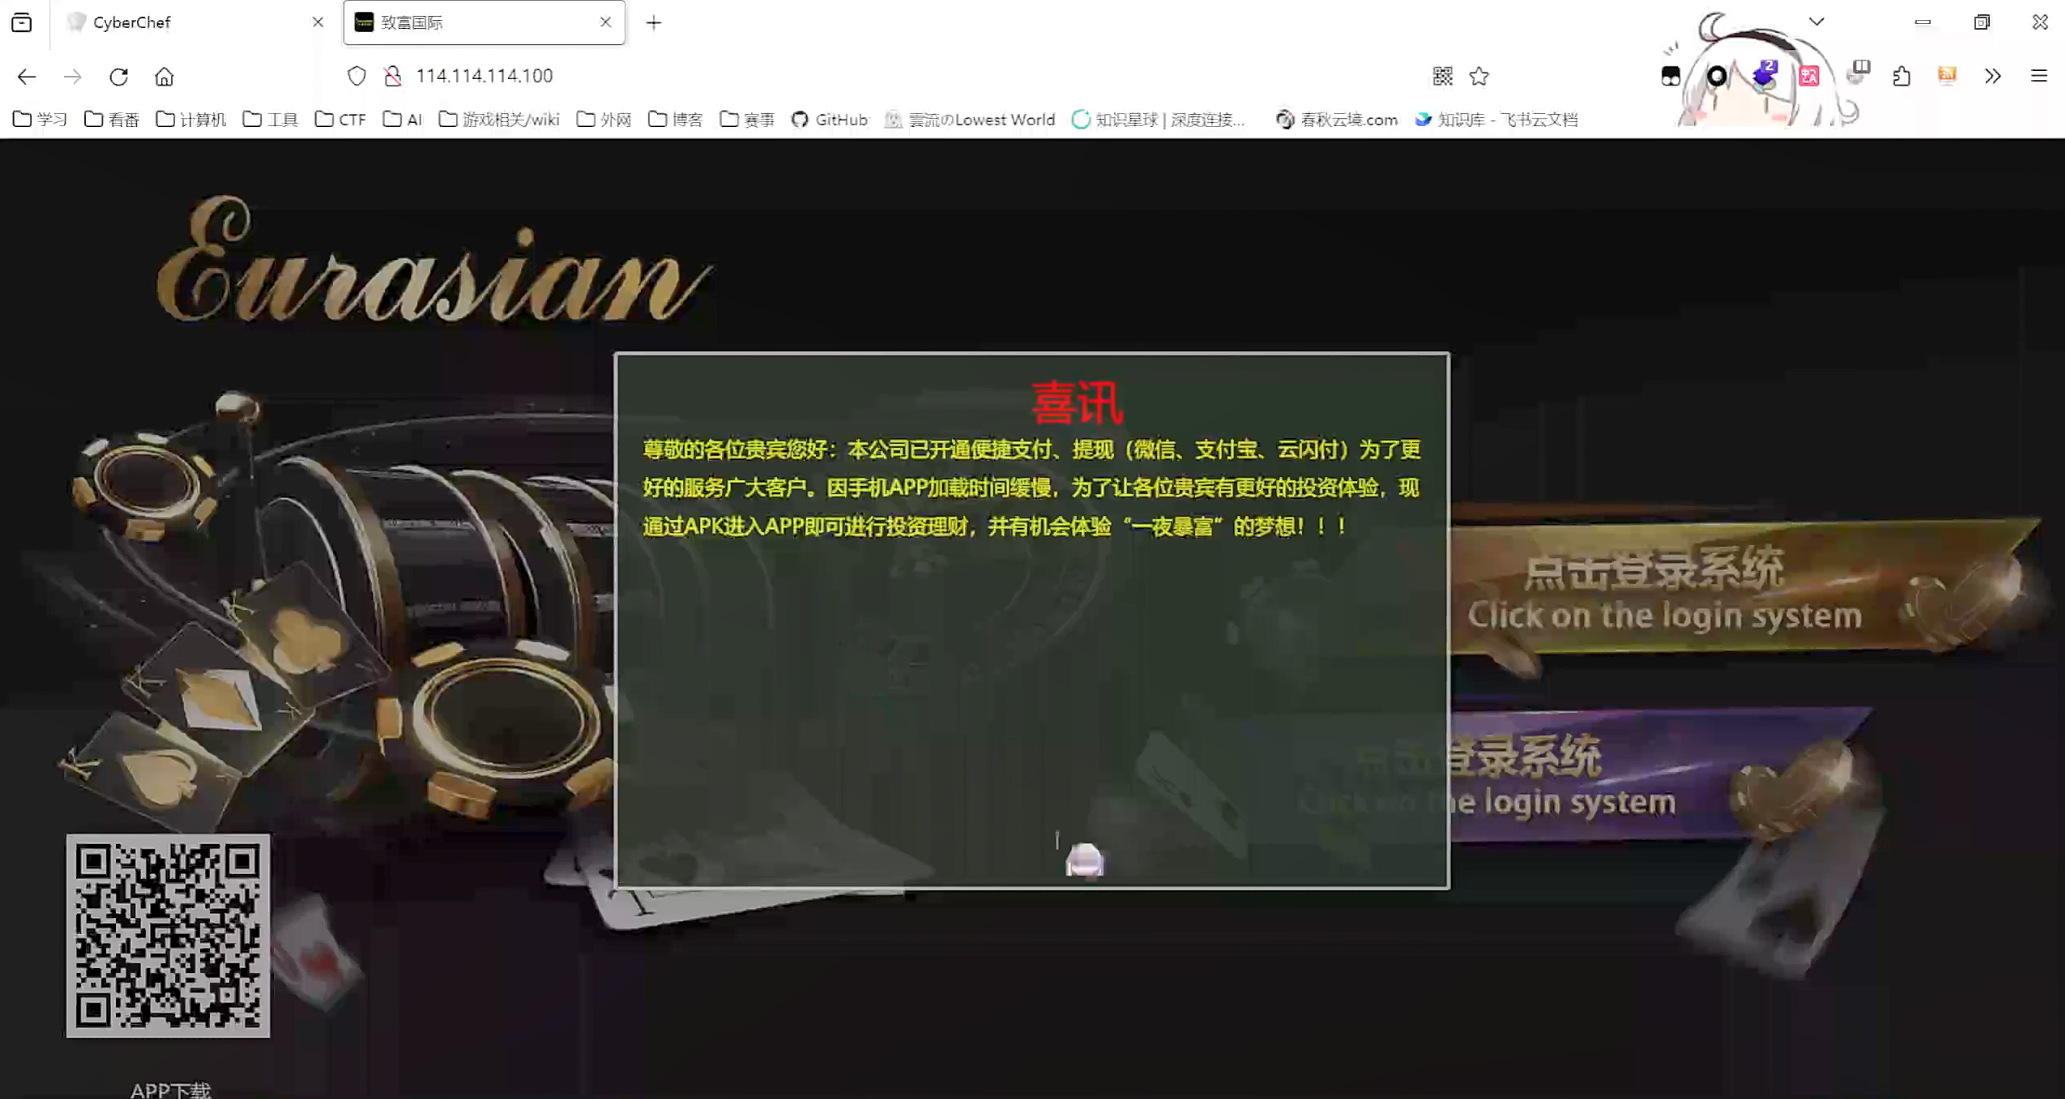 CyberChef
致富国际
114.114.114.100
2
学习
看番
计算机
工具
CTF
AI
游戏相关/wiki
外网
博客
赛事
GitHub
雲流のLowest World
知识星球 | 深度连接...
春秋云境.com
知识库 - 飞书云文档
Eurasian
喜讯
尊敬的各位贵宾您好：本公司已开通便捷支付、提现（微信、支付宝、云闪付）为了更
好的服务广大客户。因手机APP加载时间缓慢，为了让各位贵宾有更好的投资体验，现
通过APK进入APP即可进行投资理财，并有机会体验“一夜暴富”的梦想！！！
点击登录系统
Click on the login system
点击登录系统
Click on the login system
K
K
K
APP下载